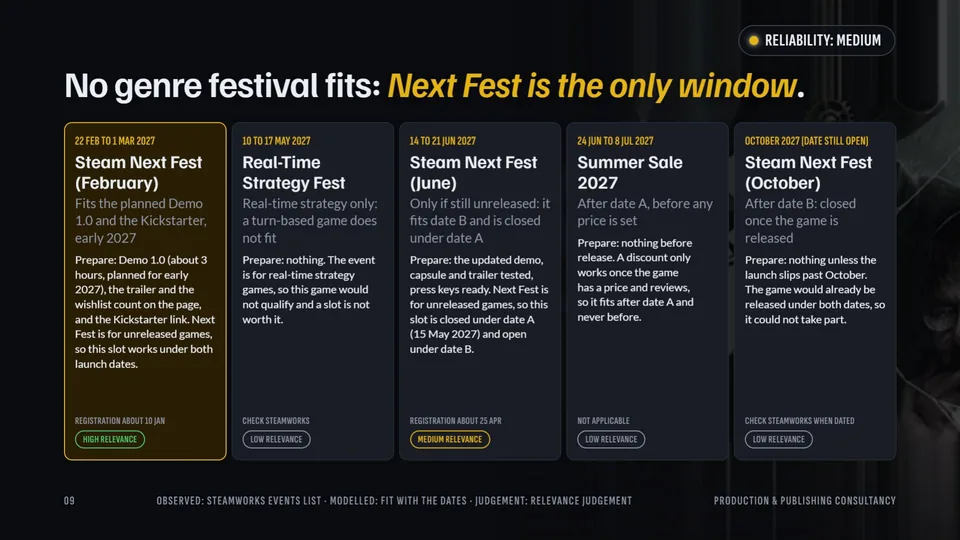 RELIABILITY: MEDIUM
No genre festival fits: Next Fest is the only window.
22 FEB TO 1 MAR 2027
Steam Next Fest
(February)
Fits the planned Demo
1.0 and the Kickstarter,
early 2027
Prepare: Demo 1.0 (about 3
hours, planned for early
2027), the trailer and the
wishlist count on the page,
and the Kickstarter link. Next
Fest is for unreleased games,
so this slot works under both
launch dates.
REGISTRATION ABOUT 10 JAN
HIGH RELEVANCE
10 TO 17 MAY 2027
Real-Time
Strategy Fest
Real-time strategy only:
a turn-based game does
not fit
Prepare: nothing. The event
is for real-time strategy
games, so this game would
not qualify and a slot is not
worth it.
CHECK STEAMWORKS
LOW RELEVANCE
14 TO 21 JUN 2027
Steam Next Fest
(June)
Only if still unreleased: it
fits date B and is closed
under date A
Prepare: the updated demo,
capsule and trailer tested,
press keys ready. Next Fest is
for unreleased games, so this
slot is closed under date A
(15 May 2027) and open
under date B.
REGISTRATION ABOUT 25 APR
MEDIUM RELEVANCE
24 JUN TO 8 JUL 2027
Summer Sale
2027
After date A, before any
price is set
Prepare: nothing before
release. A discount only
works once the game
has a price and reviews,
so it fits after date A and
never before.
NOT APPLICABLE
LOW RELEVANCE
OCTOBER 2027 (DATE STILL OPEN)
Steam Next Fest
(October)
After date B: closed
once the game is
released
Prepare: nothing unless the
launch slips past October.
The game would already be
released under both dates, so
it could not take part.
CHECK STEAMWORKS WHEN DATED
LOW RELEVANCE
09
OBSERVED: STEAMWORKS EVENTS LIST · MODELLED: FIT WITH THE DATES · JUDGEMENT: RELEVANCE JUDGEMENT
PRODUCTION & PUBLISHING CONSULTANCY